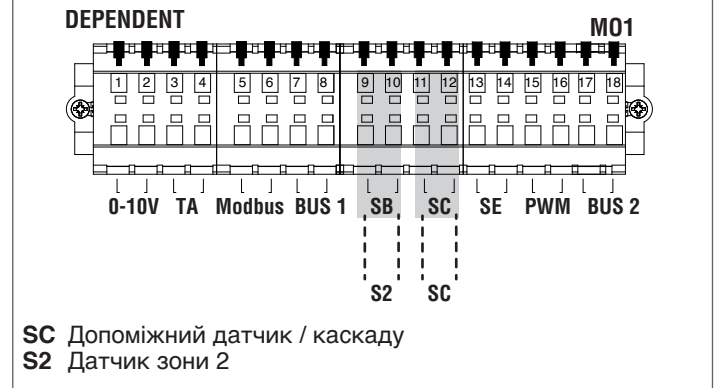 DEPENDENT
M01
1 2 3 4 5 6 7 8 9 10 11 12 13 14 15 16 17 18
0-10V TA Modbus BUS 1 SB SC SE PWM BUS 2
S2 SC
SC Допоміжний датчик / каскаду
S2 Датчик зони 2